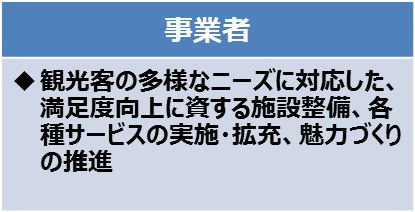 事業者
◆ 観光客の多様なニーズに対応した、
満足度向上に資する施設整備、各
種サービスの実施・拡充、魅力づくり
の推進